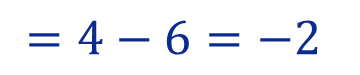 = 4 − 6 = −2